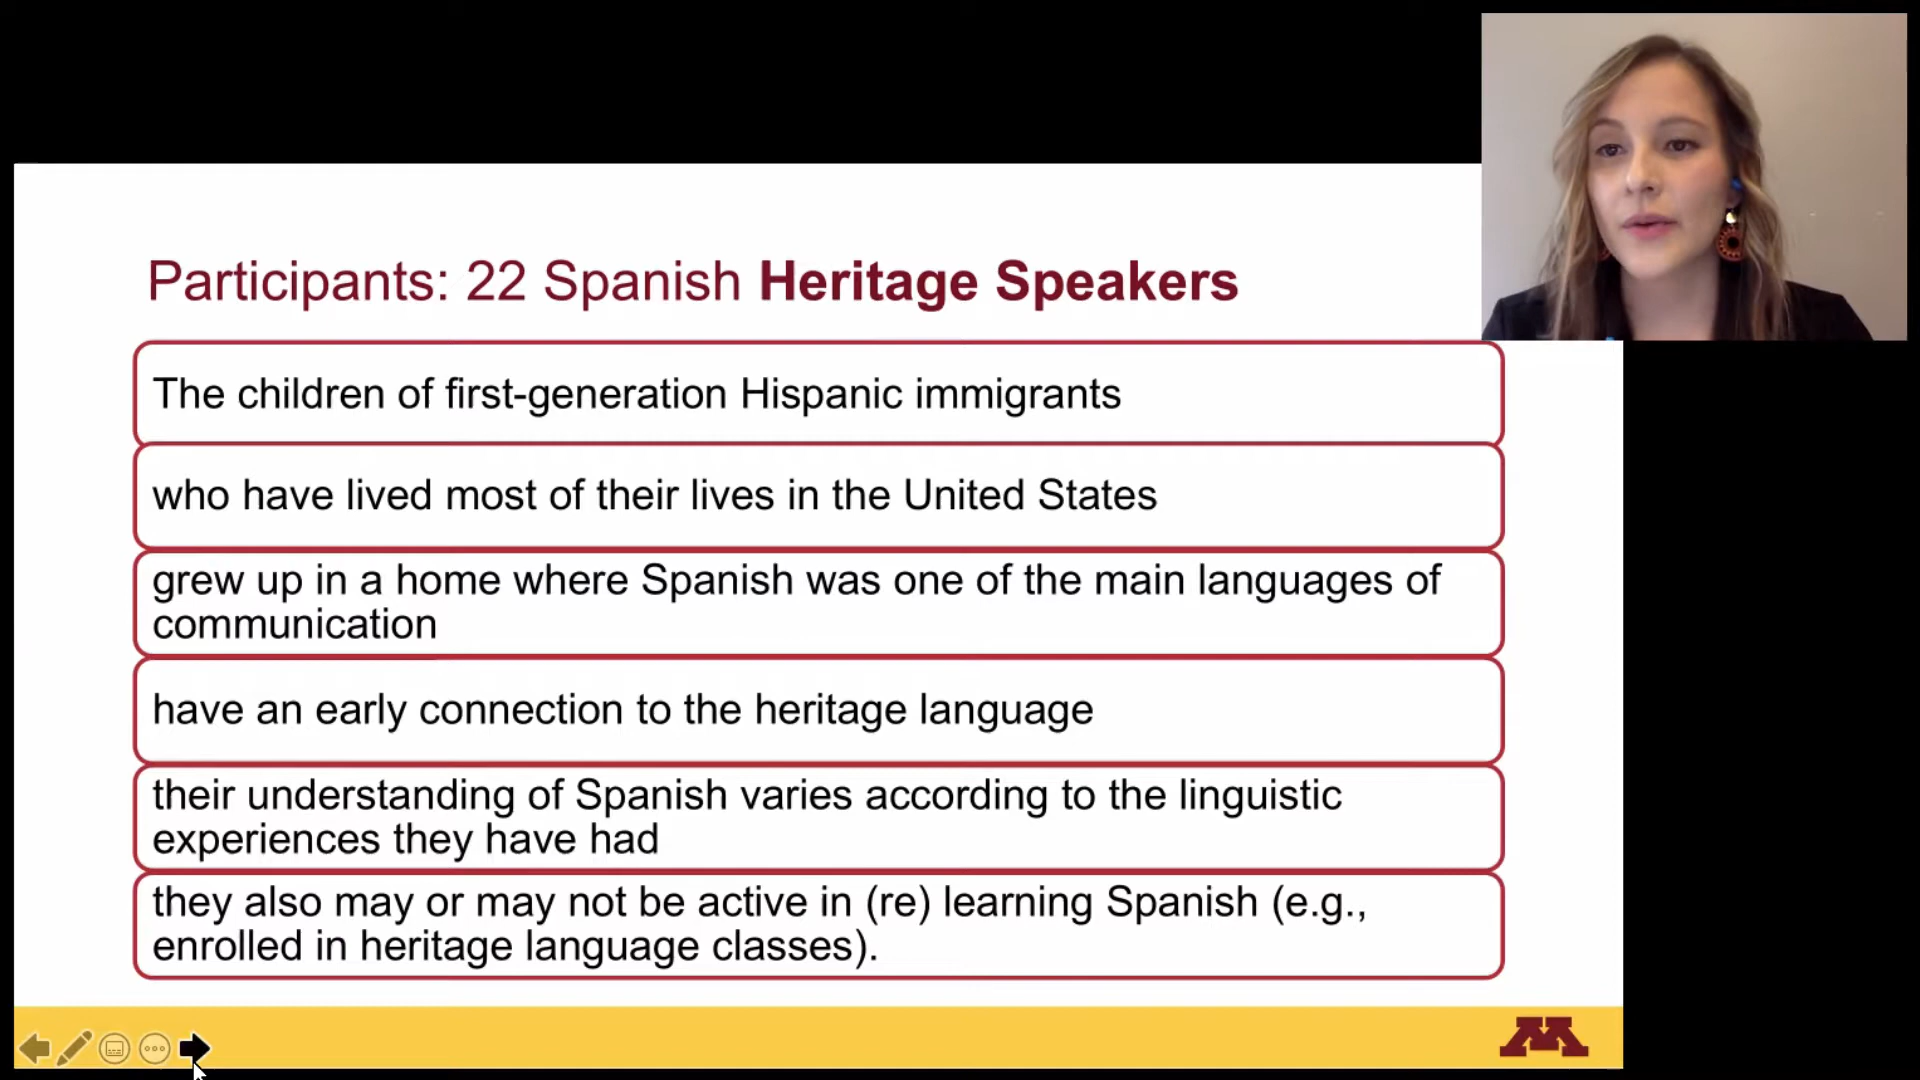 Participants: 22 Spanish Heritage Speakers
The children of first-generation Hispanic immigrants
who have lived most of their lives in the United States
grew up in a home where Spanish was one of the main languages of
communication
have an early connection to the heritage language
their understanding of Spanish varies according to the linguistic
experiences they have had
they also may or may not be active in (re) learning Spanish (e.g.,
enrolled in heritage language classes).
M